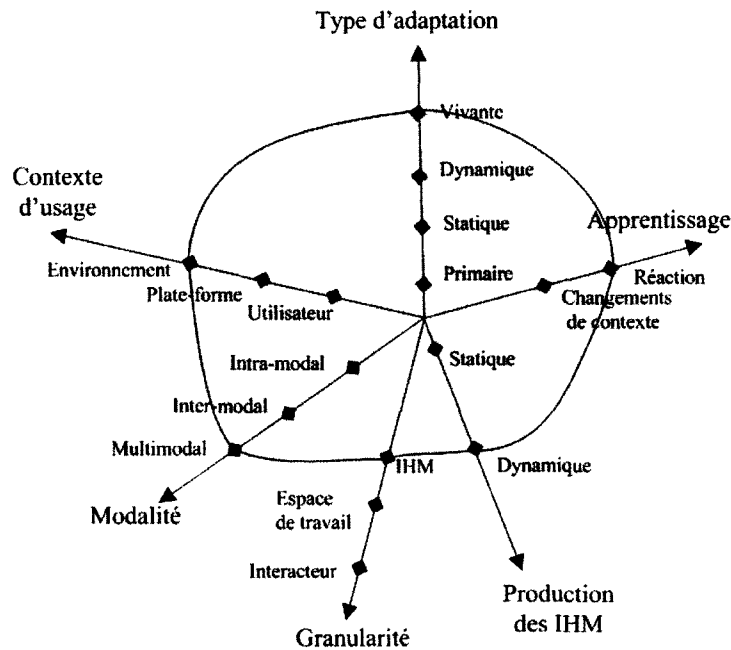 Type d'adaptation
Vivante
Dynamique
Statique
Primaire
Contexte
d'usage
Environnement
Plate-forme
Utilisateur
Apprentissage
Réaction
Changements
de contexte
Intra-modal
Inter-modal
Multimodal
Modalité
Statique
Dynamique
IHM
Espace
de travail
Interacteur
Granularité
Production
des IHM